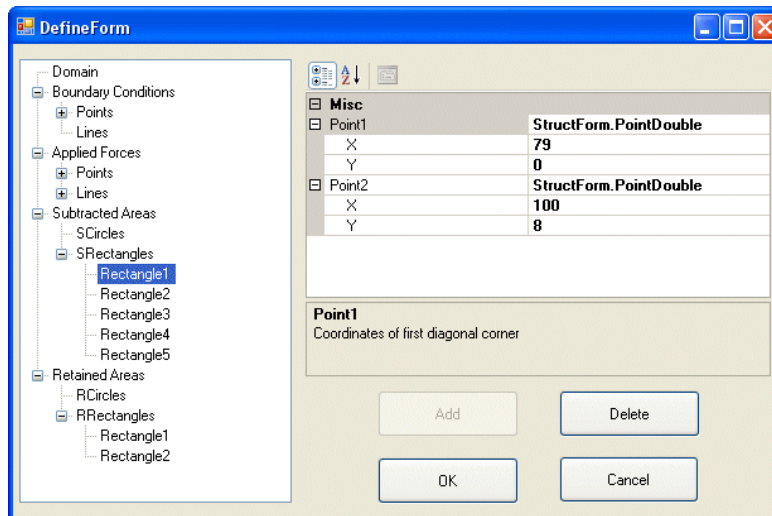 DefineForm
Domain
Boundary Conditions
Points
Lines
Applied Forces
Points
Lines
Subtracted Areas
SCircles
SRectangles
Rectangle1
Rectangle2
Rectangle3
Rectangle4
Rectangle5
Retained Areas
RCircles
RRectangles
Rectangle1
Rectangle2
Misc
Point1 StructForm.PointDouble
X 79
Y 0
Point2 StructForm.PointDouble
X 100
Y 8
Point1
Coordinates of first diagonal corner
Add Delete
OK Cancel